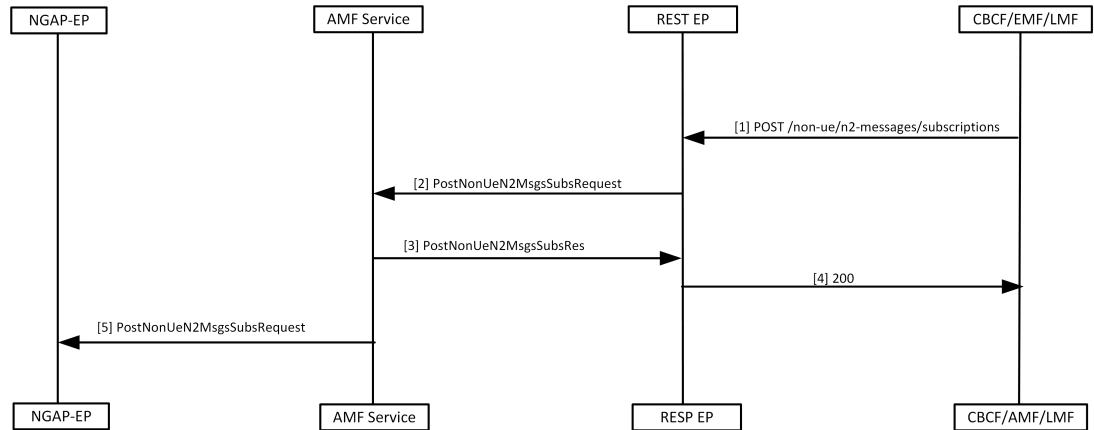 NGAP-EP
AMF Service
REST EP
CBCF/EMF/LMF
[1] POST /non-ue/n2-messages/subscriptions
[2] PostNonUeN2MsgsSubsRequest
[3] PostNonUeN2MsgsSubsRes
[4] 200
[5] PostNonUeN2MsgsSubsRequest
NGAP-EP
AMF Service
RESP EP
CBCF/AMF/LMF